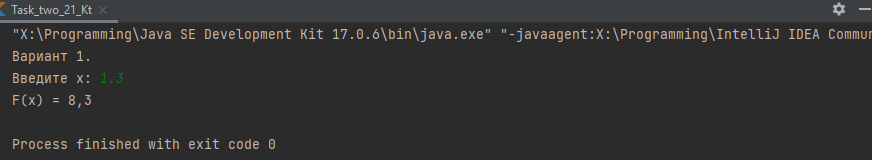 Task_two_21_Kt
"X:\Programming\Java SE Development Kit 17.0.6\bin\java.exe" "-javaagent:X:\Programming\IntelliJ IDEA Commun
Вариант 1.
Введите x: 1.3
F(x) = 8,3
Process finished with exit code 0